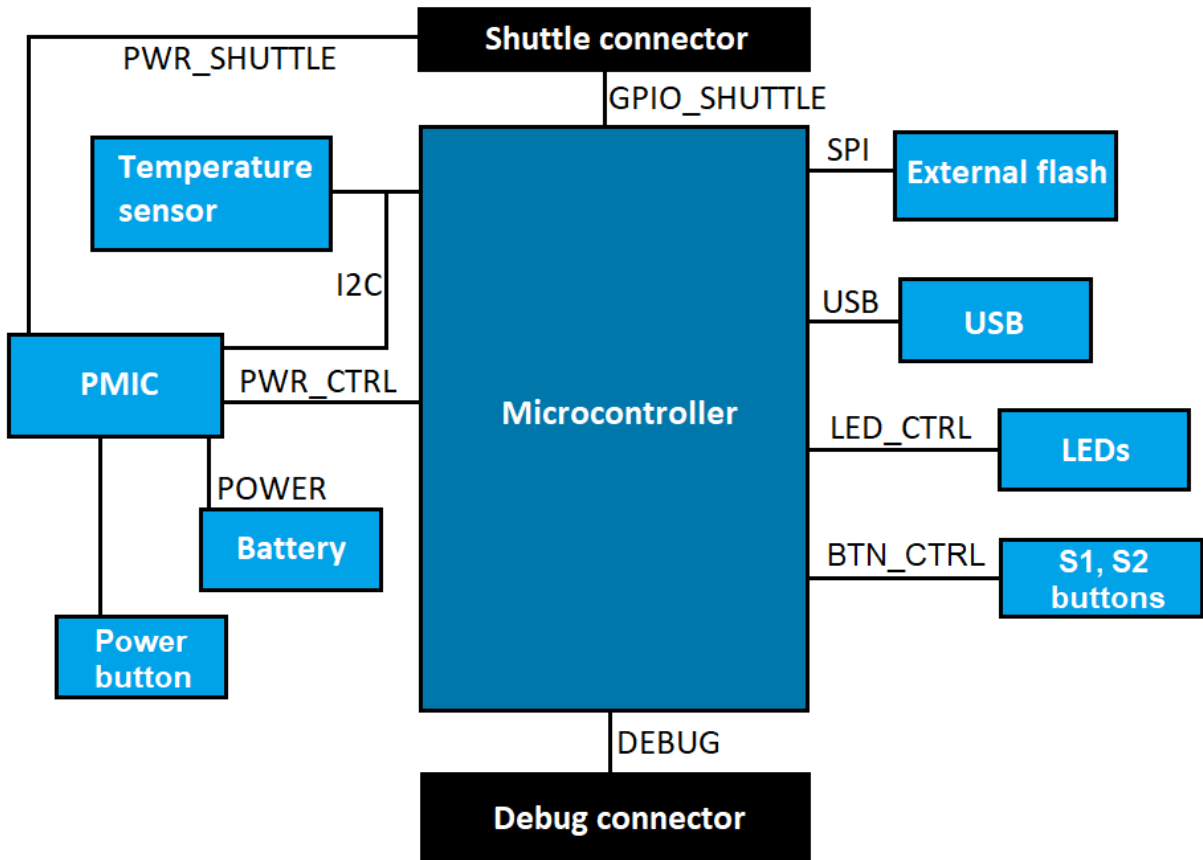 Shuttle connector
PWR_SHUTTLE
GPIO_SHUTTLE
Temperature
sensor
SPI
External flash
I2C
USB
USB
PMIC
PWR_CTRL
Microcontroller
LED_CTRL
LEDs
POWER
Battery
BTN_CTRL
S1, S2
buttons
Power
button
DEBUG
Debug connector